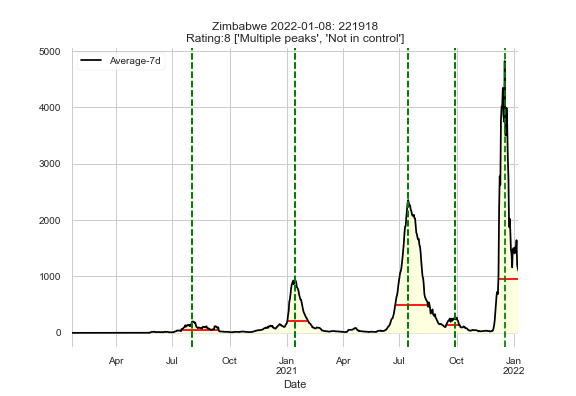 Zimbabwe 2022-01-08: 221918
Rating:8 ['Multiple peaks', 'Not in control']
Average-7d
5000
4000
3000
2000
1000
0
Apr Jul Oct Jan Apr Jul Oct Jan
2021 2022
Date